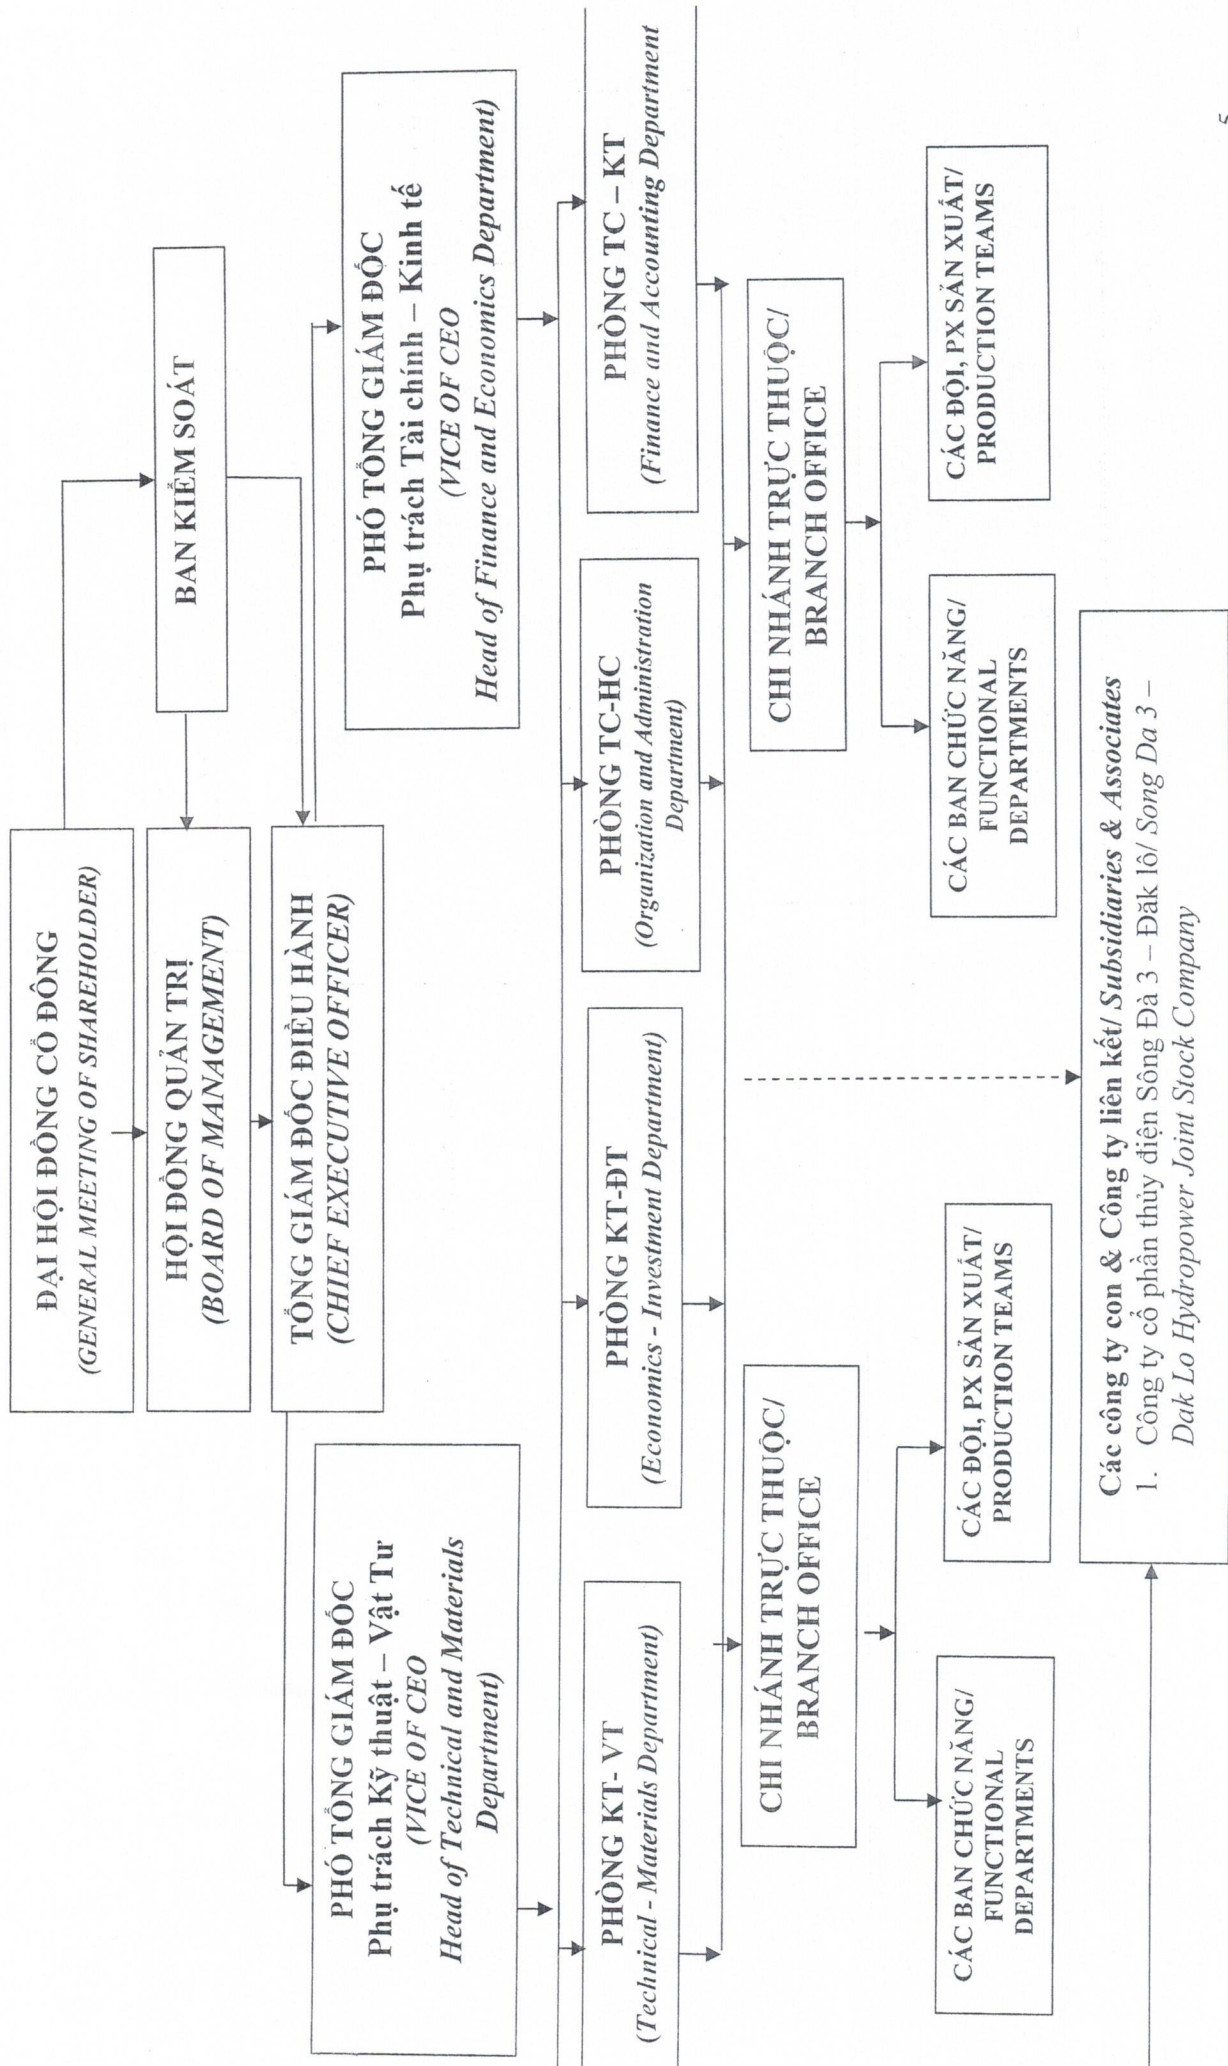 ĐẠI HỘI ĐỒNG CỔ ĐÔNG
(GENERAL MEETING OF SHAREHOLDER)
BAN KIỂM SOÁT
HỘI ĐỒNG QUẢN TRỊ
(BOARD OF MANAGEMENT)
TỔNG GIÁM ĐỐC ĐIỀU HÀNH
(CHIEF EXECUTIVE OFFICER)
PHÓ TỔNG GIÁM ĐỐC
Phụ trách Kỹ thuật – Vật Tư
(VICE OF CEO
Head of Technical and Materials
Department)
PHÓ TỔNG GIÁM ĐỐC
Phụ trách Tài chính – Kinh tế
(VICE OF CEO
Head of Finance and Economics Department)
PHÒNG KT- VT
(Technical - Materials Department)
PHÒNG KT-ĐT
(Economics - Investment Department)
PHÒNG TC-HC
(Organization and Administration
Department)
PHÒNG TC – KT
(Finance and Accounting Department
CHI NHÁNH TRỰC THUỘC/
BRANCH OFFICE
CHI NHÁNH TRỰC THUỘC/
BRANCH OFFICE
CÁC BAN CHỨC NĂNG/
FUNCTIONAL
DEPARTMENTS
CÁC ĐỘI, PX SẢN XUẤT/
PRODUCTION TEAMS
CÁC BAN CHỨC NĂNG/
FUNCTIONAL
DEPARTMENTS
CÁC ĐỘI, PX SẢN XUẤT/
PRODUCTION TEAMS
Các công ty con & Công ty liên kết/ Subsidiaries & Associates
1. Công ty cổ phần thủy điện Sông Đà 3 – Đăk lô/ Song Da 3 –
Dak Lo Hydropower Joint Stock Company